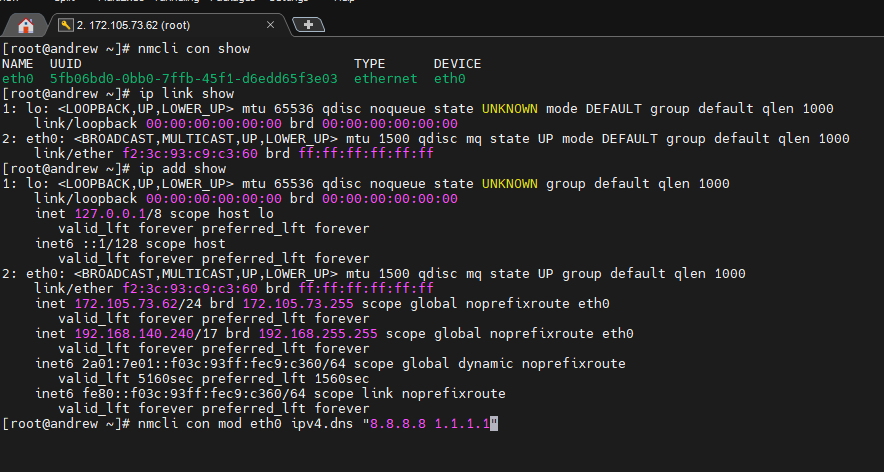 2. 172.105.73.62 (root)
[root@andrew ~]# nmcli con show
NAME  UUID                                  TYPE      DEVICE
eth0  5fb06bd0-0bb0-7ffb-45f1-d6edd65f3e03  ethernet  eth0
[root@andrew ~]# ip link show
1: lo: <LOOPBACK,UP,LOWER_UP> mtu 65536 qdisc noqueue state UNKNOWN mode DEFAULT group default qlen 1000
    link/loopback 00:00:00:00:00:00 brd 00:00:00:00:00:00
2: eth0: <BROADCAST,MULTICAST,UP,LOWER_UP> mtu 1500 qdisc mq state UP mode DEFAULT group default qlen 1000
    link/ether f2:3c:93:c9:c3:60 brd ff:ff:ff:ff:ff:ff
[root@andrew ~]# ip add show
1: lo: <LOOPBACK,UP,LOWER_UP> mtu 65536 qdisc noqueue state UNKNOWN group default qlen 1000
    link/loopback 00:00:00:00:00:00 brd 00:00:00:00:00:00
    inet 127.0.0.1/8 scope host lo
       valid_lft forever preferred_lft forever
    inet6 ::1/128 scope host
       valid_lft forever preferred_lft forever
2: eth0: <BROADCAST,MULTICAST,UP,LOWER_UP> mtu 1500 qdisc mq state UP group default qlen 1000
    link/ether f2:3c:93:c9:c3:60 brd ff:ff:ff:ff:ff:ff
    inet 172.105.73.62/24 brd 172.105.73.255 scope global noprefixroute eth0
       valid_lft forever preferred_lft forever
    inet 192.168.140.240/17 brd 192.168.255.255 scope global noprefixroute eth0
       valid_lft forever preferred_lft forever
    inet6 2a01:7e01::f03c:93ff:fec9:c360/64 scope global dynamic noprefixroute
       valid_lft 5160sec preferred_lft 1560sec
    inet6 fe80::f03c:93ff:fec9:c360/64 scope link noprefixroute
       valid_lft forever preferred_lft forever
[root@andrew ~]# nmcli con mod eth0 ipv4.dns "8.8.8.8 1.1.1.1"